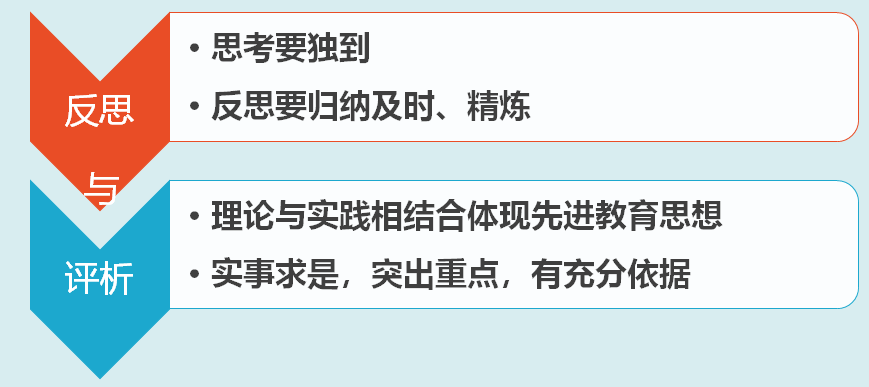 反思
与
• 思考要独到
• 反思要归纳及时、精炼
评析
• 理论与实践相结合体现先进教育思想
• 实事求是，突出重点，有充分依据